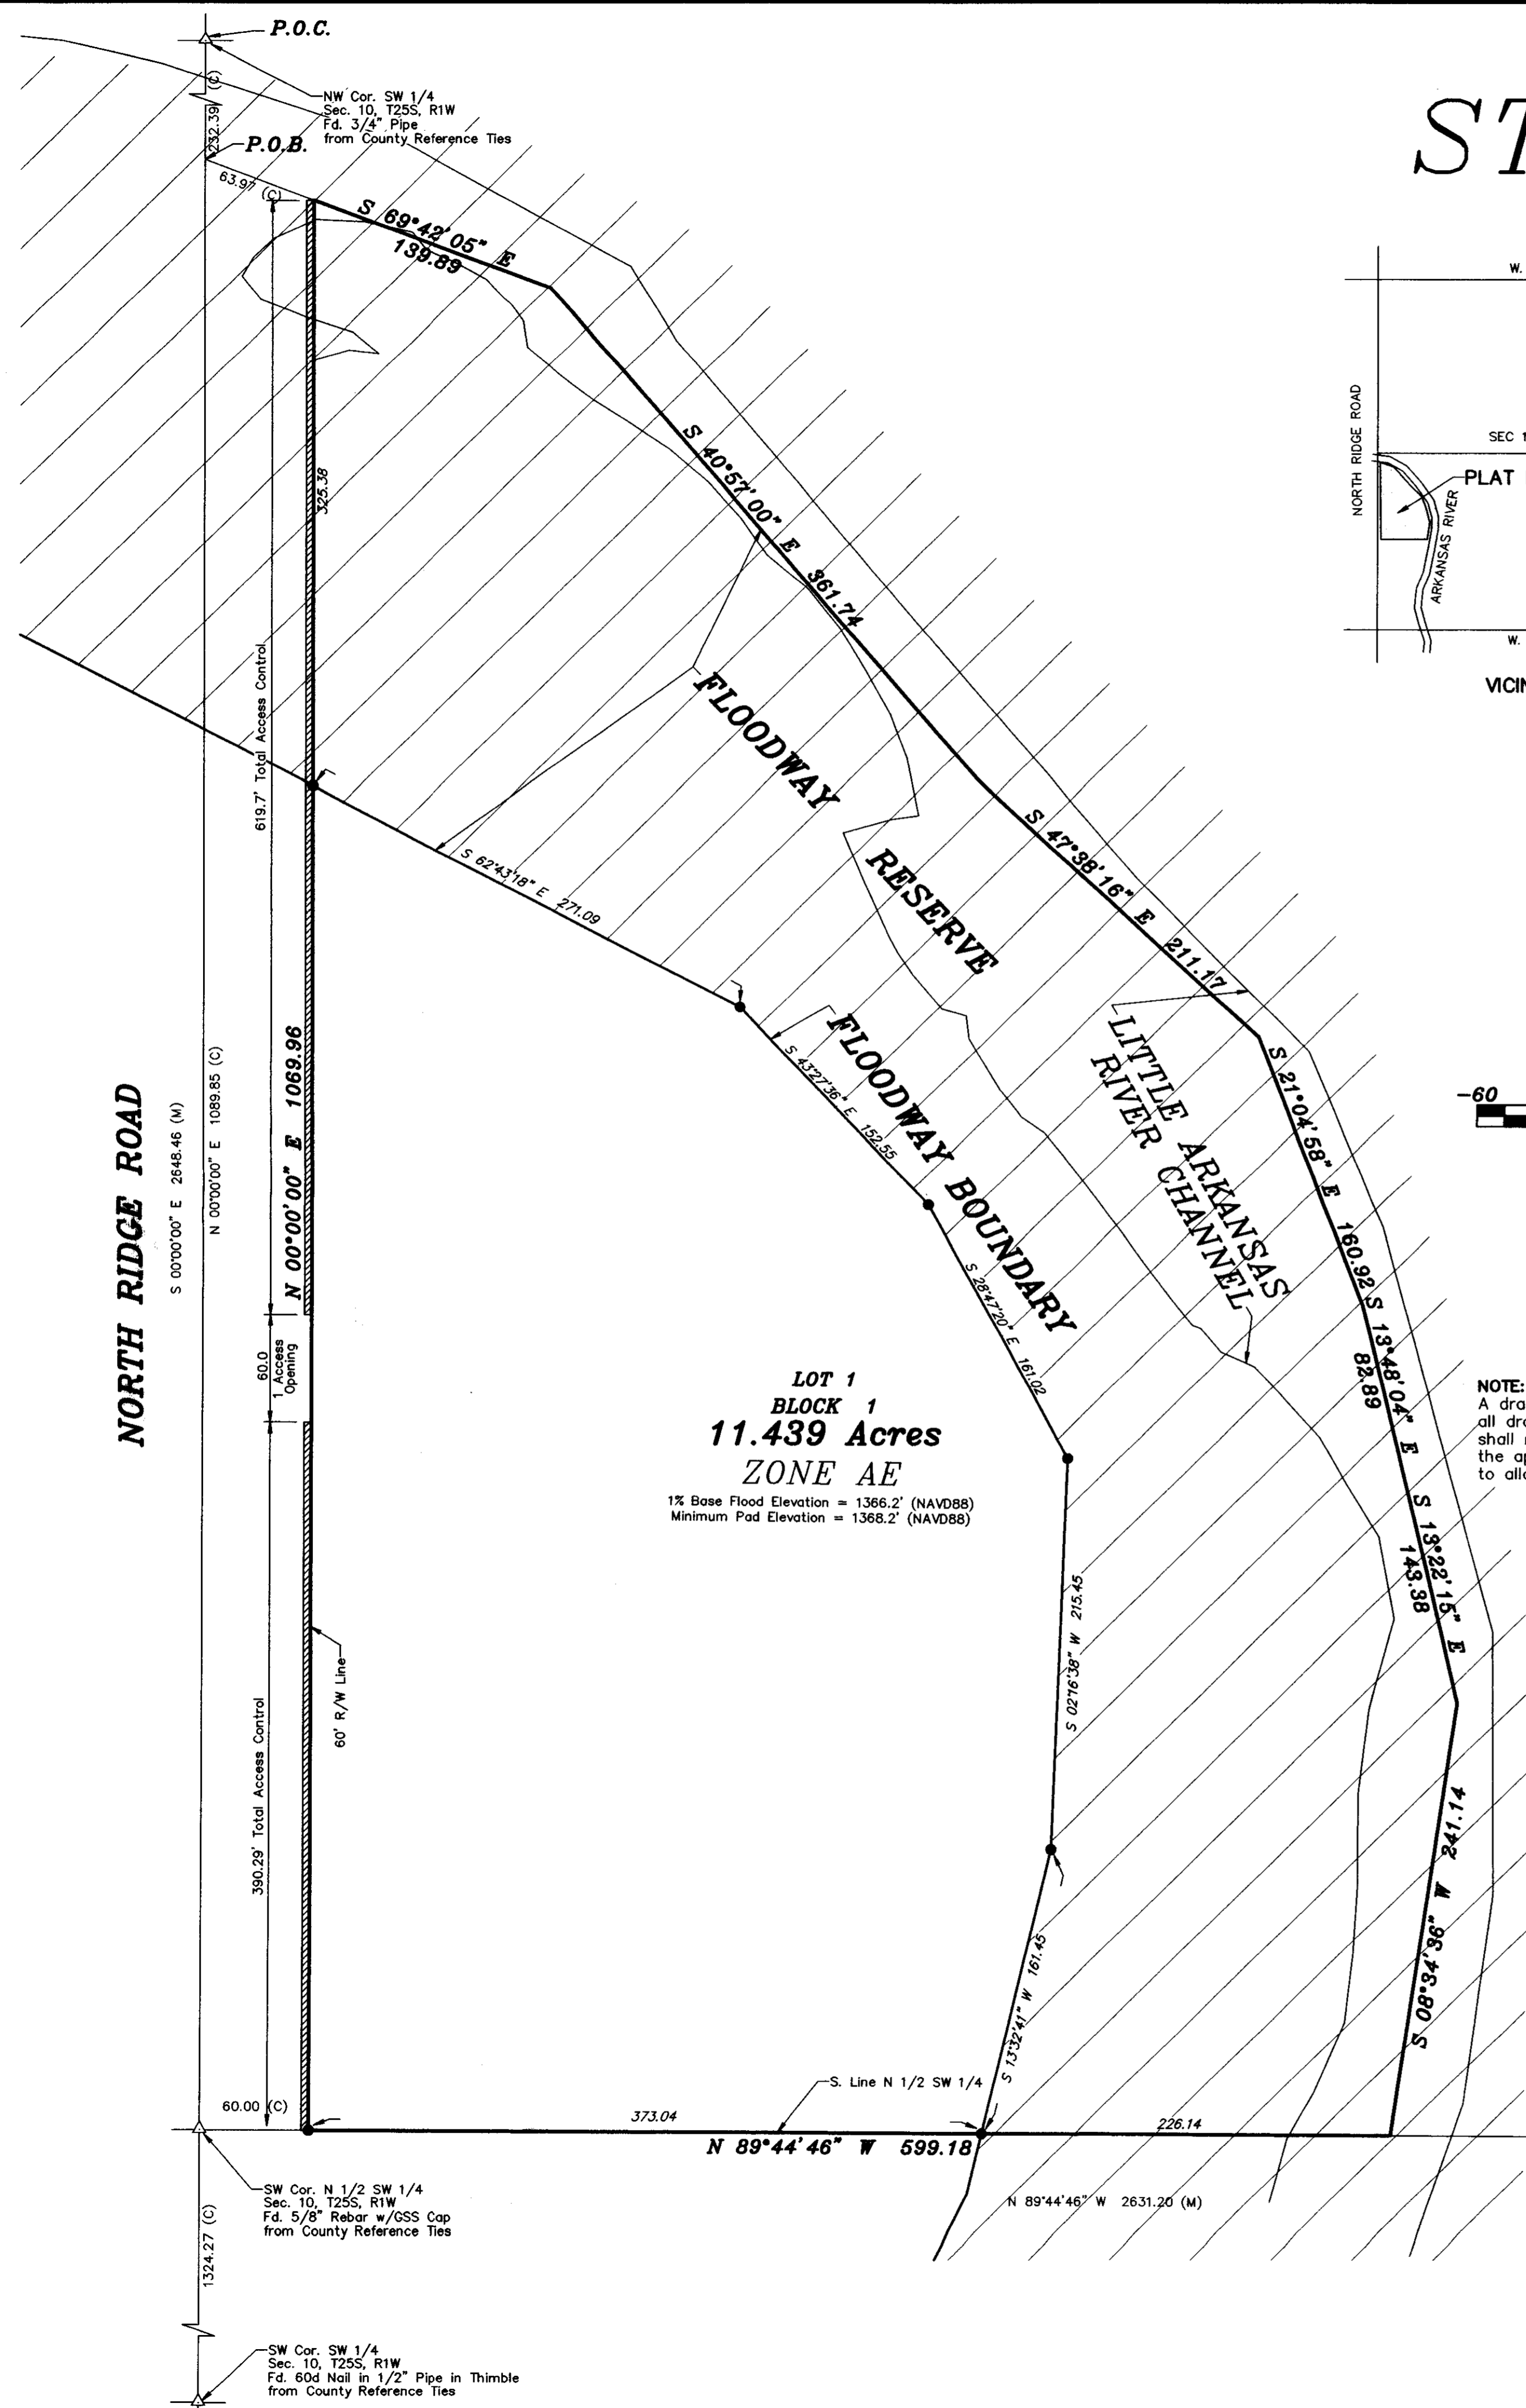 P.O.C.
NW Cor. SW 1/4
Sec. 10, T25S, R1W
Fd. 3/4" Pipe
from County Reference Ties
232.39 (C)
P.O.B.
63.97 (C)
S 69°42'05" E
139.89
ST
W.
NORTH RIDGE ROAD
SEC 1
PLAT
ARKANSAS RIVER
W.
VICIN
325.38
S 40°57'00" E 361.74
619.7' Total Access Control
FLOODWAY
RESERVE
S 47°38'16" E 211.17
S 62°43'18" E 271.09
FLOODWAY BOUNDARY
S 43°27'36" E 152.55
LITTLE ARKANSAS
RIVER CHANNEL
S 21°04'58" E 160.92
-60
NORTH RIDGE ROAD
S 00°00'00" E 2648.46 (M)
N 00°00'00" E 1089.85 (C)
N 00°00'00" E 1069.96
60.0
1 Access
Opening
S 28°47'20" E 161.02
S 13°48'04" E
82.89
LOT 1
BLOCK 1
11.439 Acres
ZONE AE
1% Base Flood Elevation = 1366.2' (NAVD88)
Minimum Pad Elevation = 1368.2' (NAVD88)
NOTE:
A dra
all dra
shall
the ap
to allo
S 13°22'15" E
143.38
S 02°16'38" W 215.45
60' R/W Line
390.29' Total Access Control
S 08°34'36" W 241.14
S 13°32'41" W 161.45
S. Line N 1/2 SW 1/4
60.00 (C)
373.04
226.14
N 89°44'46" W 599.18
N 89°44'46" W 2631.20 (M)
SW Cor. N 1/2 SW 1/4
Sec. 10, T25S, R1W
Fd. 5/8" Rebar w/GSS Cap
from County Reference Ties
1324.27 (C)
SW Cor. SW 1/4
Sec. 10, T25S, R1W
Fd. 60d Nail in 1/2" Pipe in Thimble
from County Reference Ties